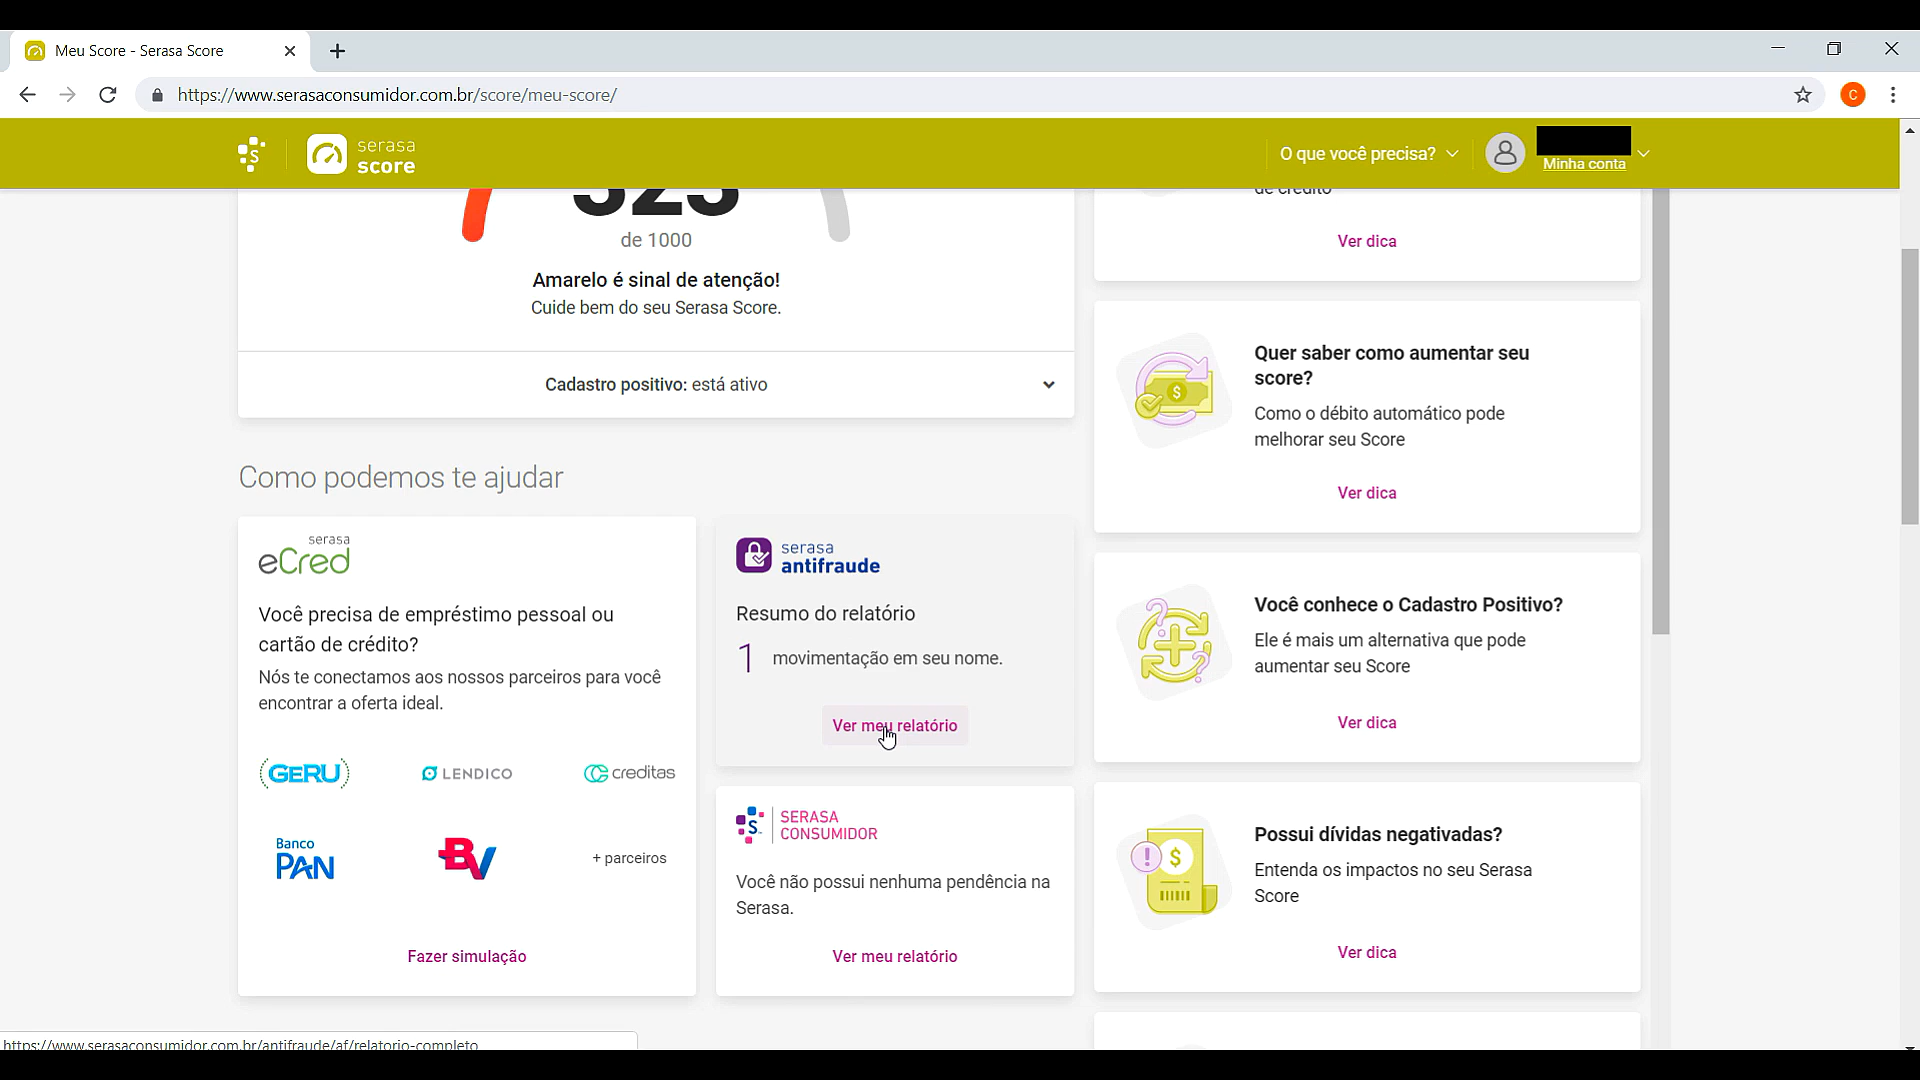 Meu Score - Serasa Score
https://www.serasaconsumidor.com.br/score/meu-score/
C
S
serasa
score
O que você precisa?
Minha conta
de 1000
Amarelo é sinal de atenção!
Cuide bem do seu Serasa Score.
Cadastro positivo: está ativo
Como podemos te ajudar
serasa
eCred
Você precisa de empréstimo pessoal ou
cartão de crédito?
Nós te conectamos aos nossos parceiros para você
encontrar a oferta ideal.
GERU
LENDICO
creditas
Banco
PAN
BV
+ parceiros
Fazer simulação
serasa
antifraude
Resumo do relatório
1 movimentação em seu nome.
Ver meu relatório
S
SERASA
CONSUMIDOR
Você não possui nenhuma pendência na
Serasa.
Ver meu relatório
de crédito
Ver dica
Quer saber como aumentar seu
score?
Como o débito automático pode
melhorar seu Score
Ver dica
Você conhece o Cadastro Positivo?
Ele é mais um alternativa que pode
aumentar seu Score
Ver dica
Possui dívidas negativadas?
Entenda os impactos no seu Serasa
Score
Ver dica
https://www.serasaconsumidor.com.br/antifraude/af/relatorio-completo